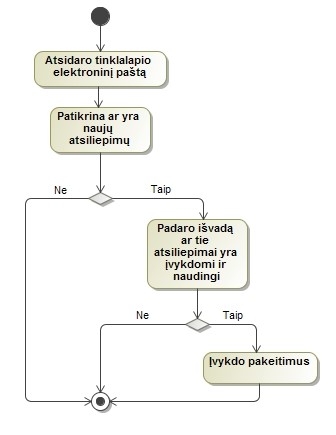 Atsidaro tinklalapio
elektroninį paštą
Patikrina ar yra
naujų
atsiliepimų
Ne
Taip
Padaro išvadą
ar tie
atsiliepimai yra
įvykdomi ir
naudingi
Ne
Taip
Įvykdo pakeitimus